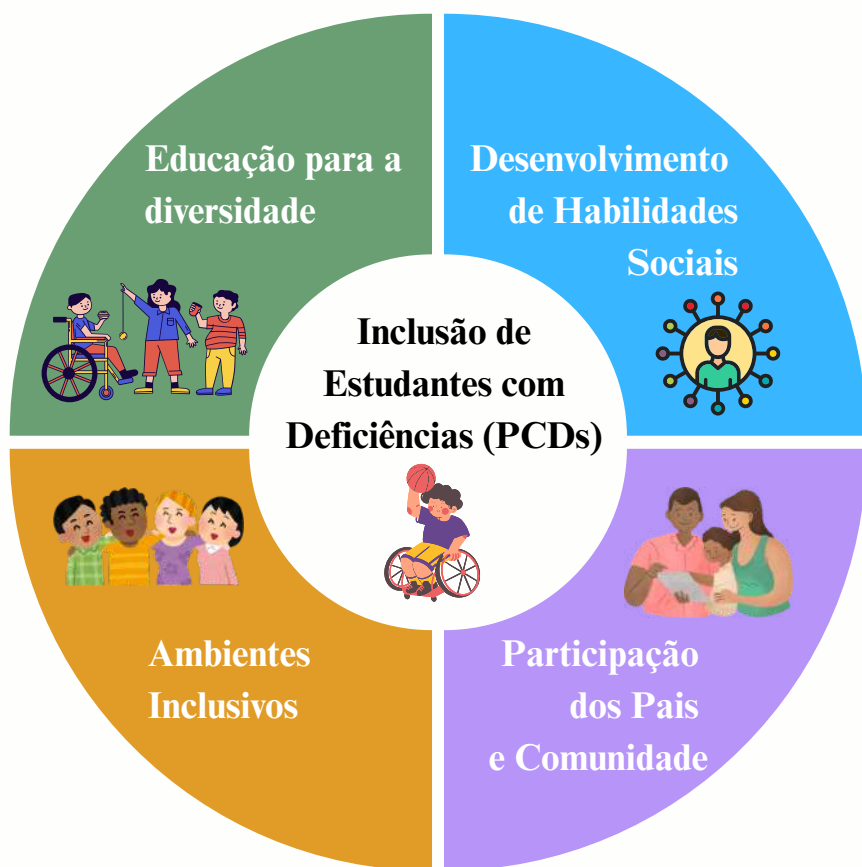 Educação para a
diversidade
Desenvolvimento
de Habilidades
Sociais
Inclusão de
Estudantes com
Deficiências (PCDs)
Ambientes
Inclusivos
Participação
dos Pais
e Comunidade